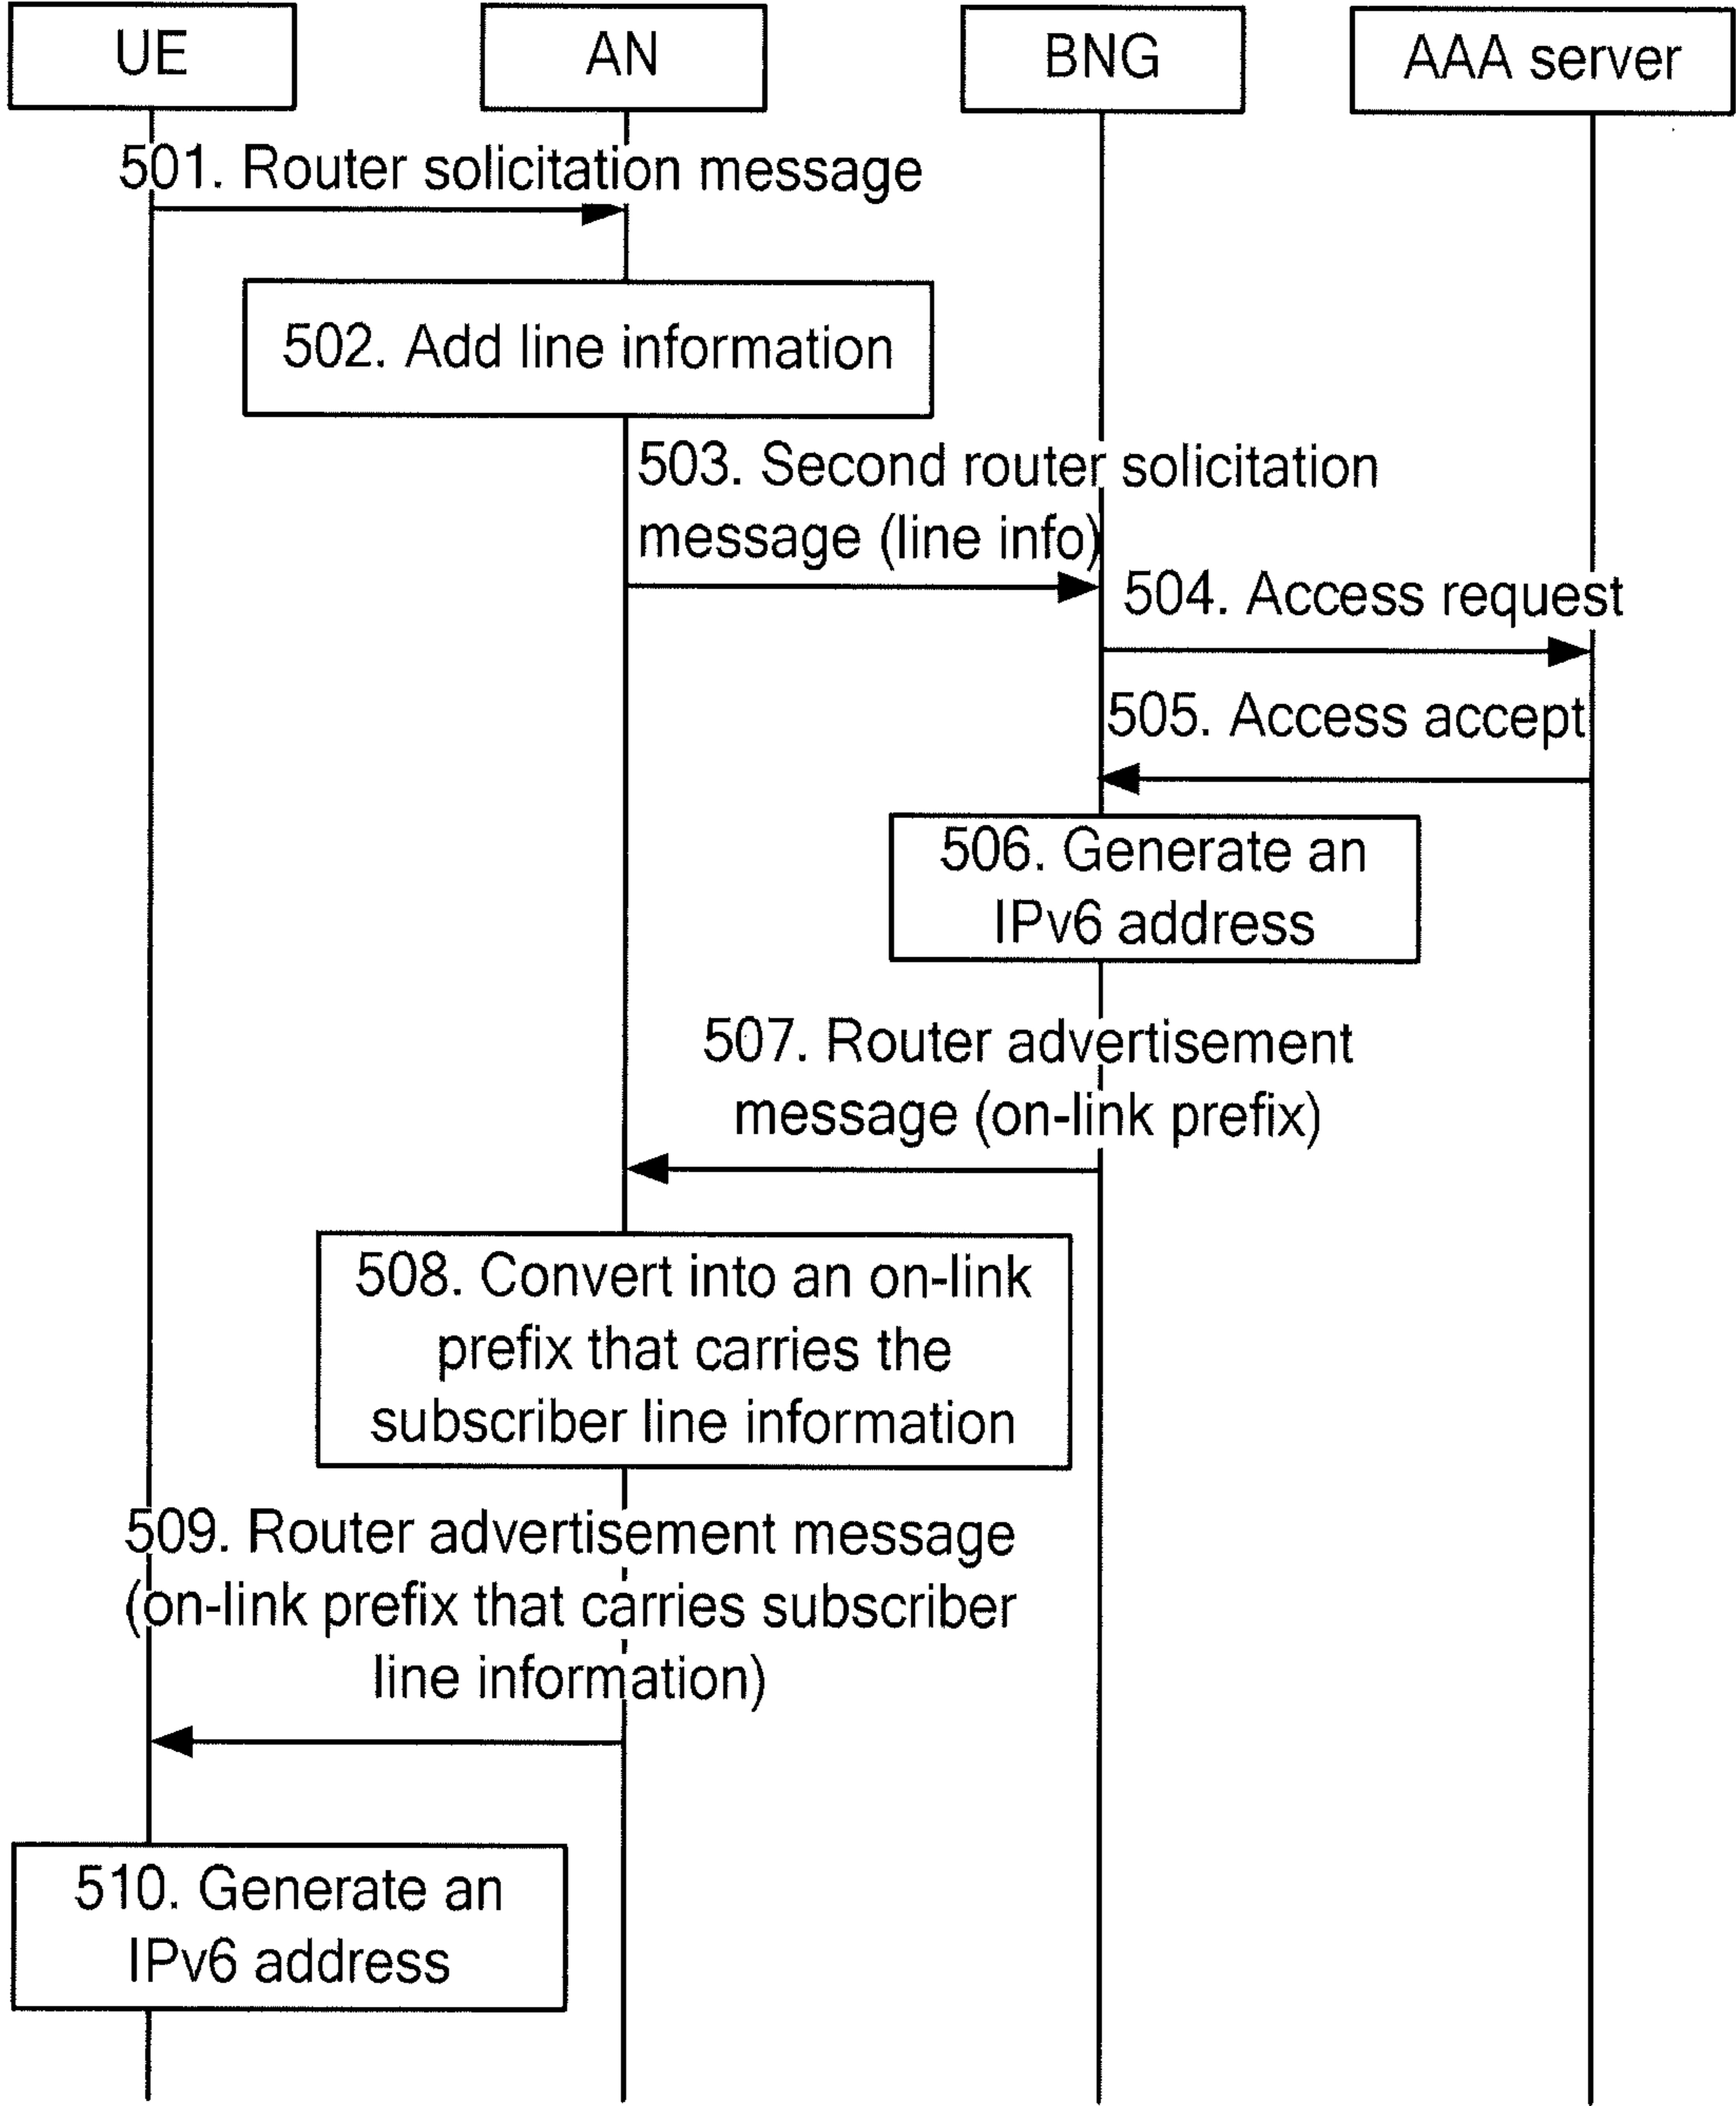 UE
AN
BNG
AAA server
501. Router solicitation message
502. Add line information
503. Second router solicitation
message (line info)
504. Access request
505. Access accept
506. Generate an
IPv6 address
507. Router advertisement
message (on-link prefix)
508. Convert into an on-link
prefix that carries the
subscriber line information
509. Router advertisement message
(on-link prefix that carries subscriber
line information)
510. Generate an
IPv6 address